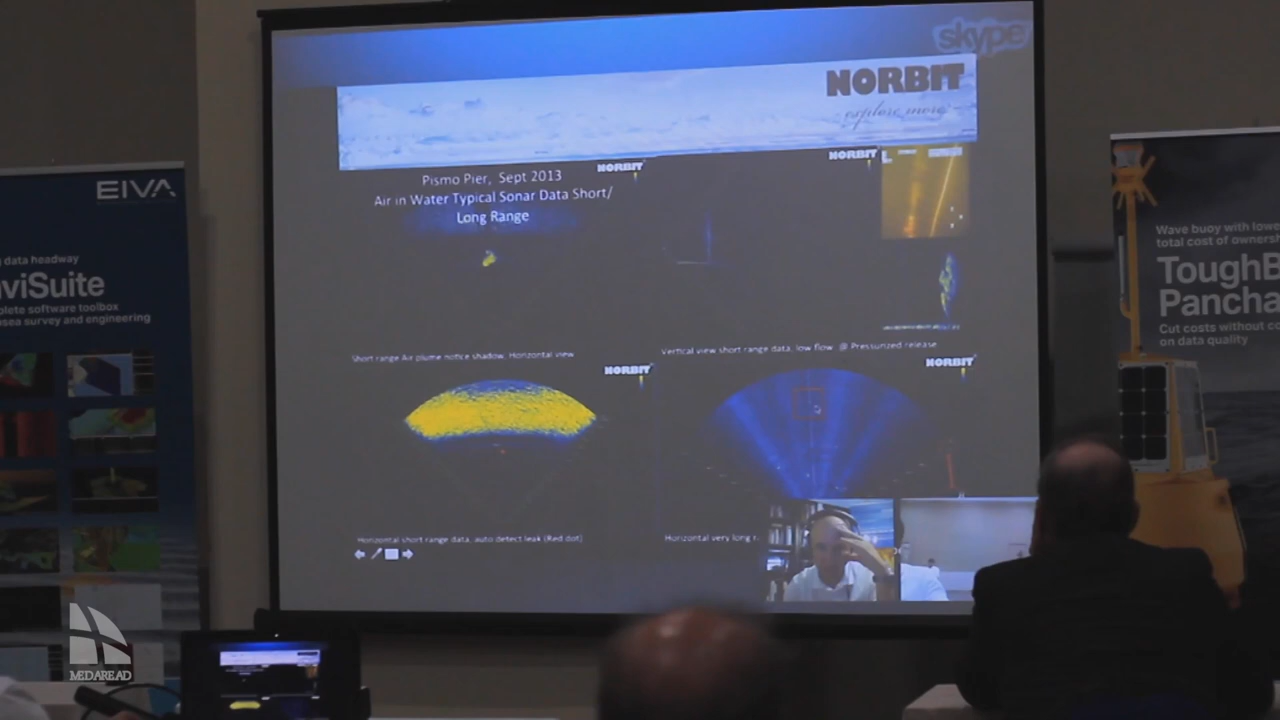 skype
NORBIT
explore more
NORBIT
NORBIT
Pismo Pier, Sept 2013
Air in Water Typical Sonar Data Short/
Long Range
Short range Air plume notice shadow, Horizontal view
Vertical view short range data, low flow @ Pressurized release
NORBIT
NORBIT
Horizontal short range data, auto detect leak (Red dot)
Horizontal very long
EIVA
data headway
viSuite
software toolbox
sea survey and engineering
Wave buoy with lowe
total cost of ownersh
ToughB
Pancha
Cut costs without c
on data quality
MEDAREAD